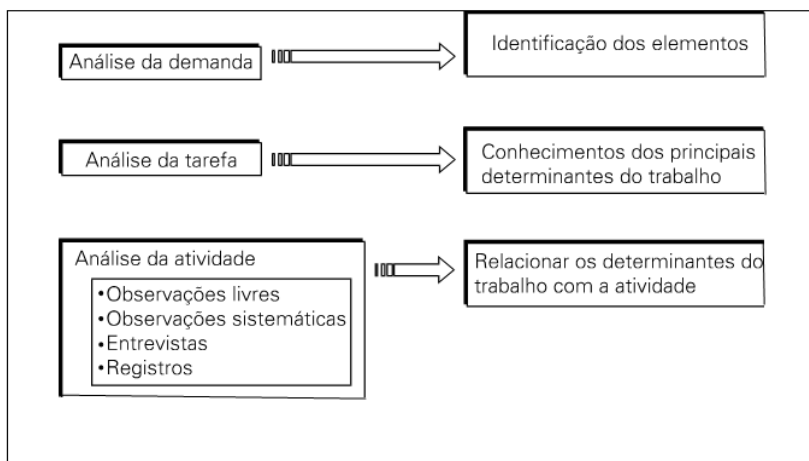 Análise da demanda
Identificação dos elementos
Análise da tarefa
Conhecimentos dos principais
determinantes do trabalho
Análise da atividade
•Observações livres
•Observações sistemáticas
•Entrevistas
•Registros
Relacionar os determinantes do
trabalho com a atividade